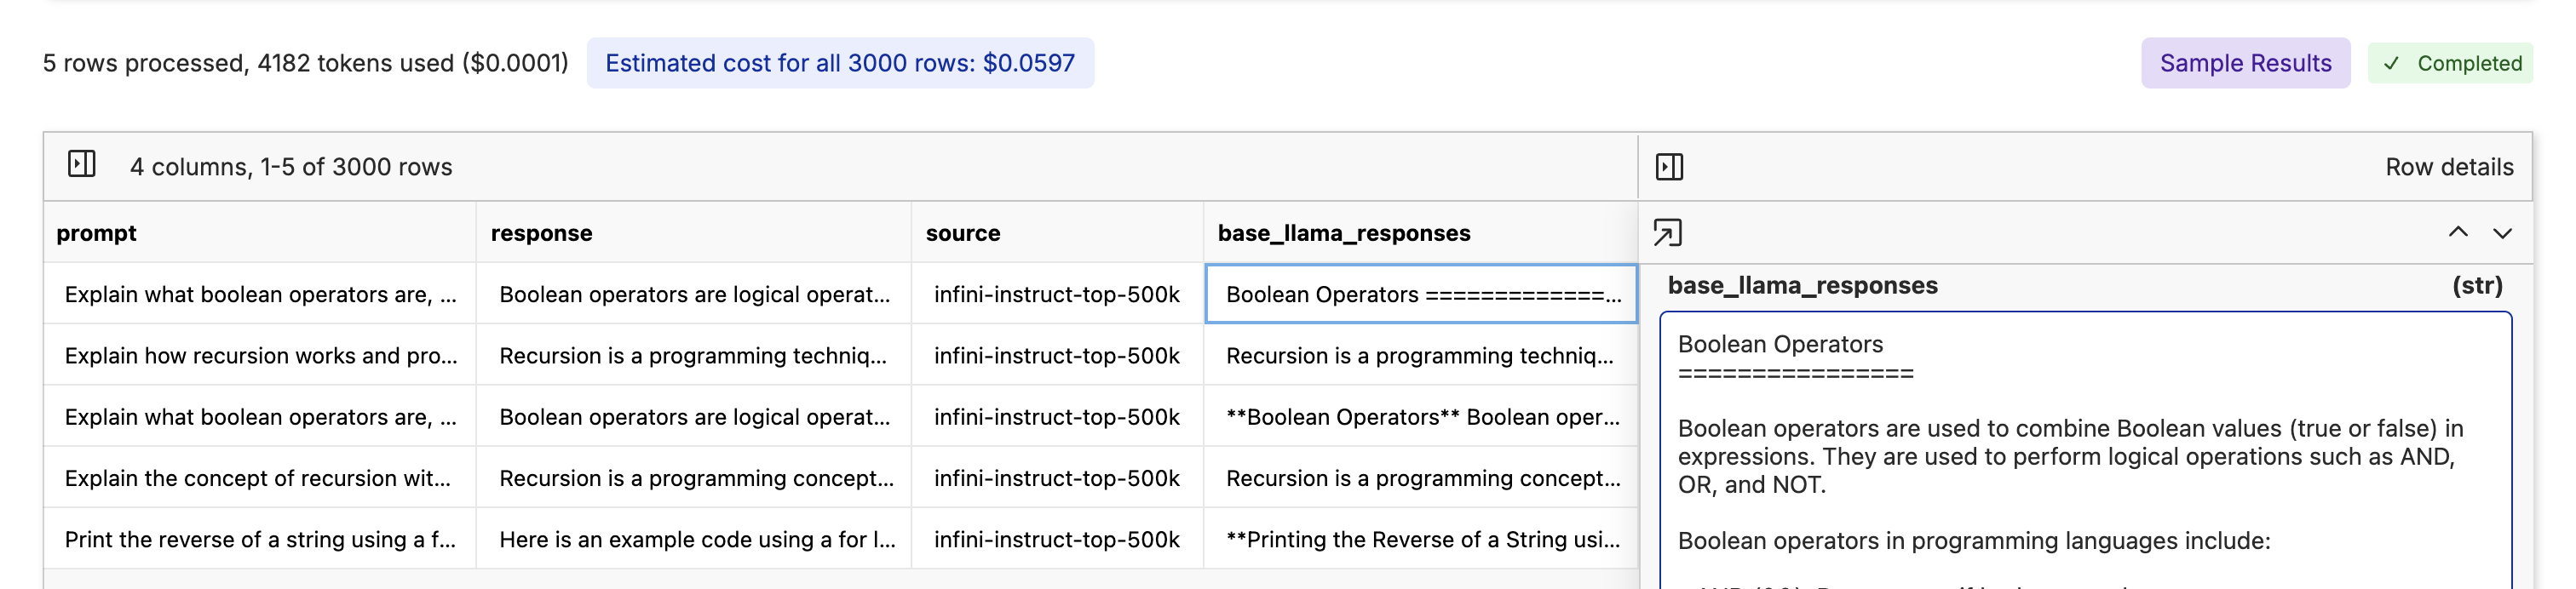 5 rows processed, 4182 tokens used ($0.0001) Estimated cost for all 3000 rows: $0.0597 Sample Results ✓ Completed
4 columns, 1-5 of 3000 rows
prompt response source base_llama_responses
Explain what boolean operators are, ... Boolean operators are logical operat... infini-instruct-top-500k Boolean Operators =============...
Explain how recursion works and pro... Recursion is a programming techniq... infini-instruct-top-500k Recursion is a programming techniq...
Explain what boolean operators are, ... Boolean operators are logical operat... infini-instruct-top-500k **Boolean Operators** Boolean oper...
Explain the concept of recursion wit... Recursion is a programming concept... infini-instruct-top-500k Recursion is a programming concept...
Print the reverse of a string using a f... Here is an example code using a for l... infini-instruct-top-500k **Printing the Reverse of a String usi...
Row details
base_llama_responses (str)
Boolean Operators
================
Boolean operators are used to combine Boolean values (true or false) in
expressions. They are used to perform logical operations such as AND,
OR, and NOT.
Boolean operators in programming languages include: